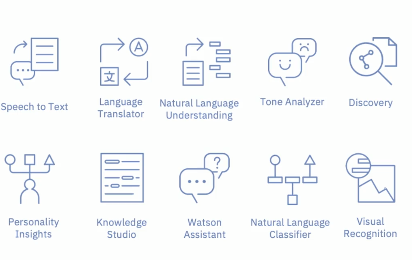 A
文
Speech to Text
Language
Translator
Natural Language
Understanding
Tone Analyzer
Discovery
?
Personality
Insights
Knowledge
Studio
Watson
Assistant
Natural Language
Classifier
Visual
Recognition